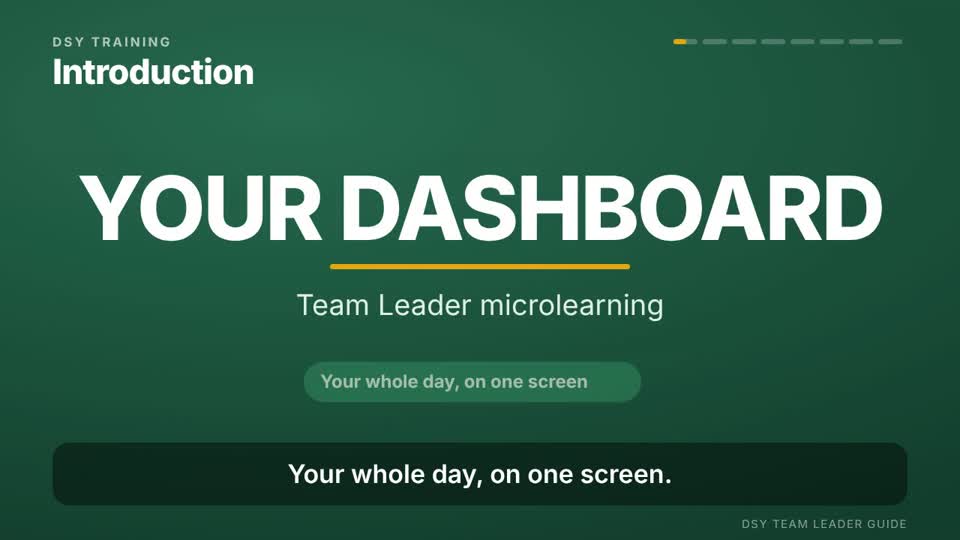 DSY TRAINING
Introduction
YOUR DASHBOARD
Team Leader microlearning
Your whole day, on one screen
Your whole day, on one screen.
DSY TEAM LEADER GUIDE